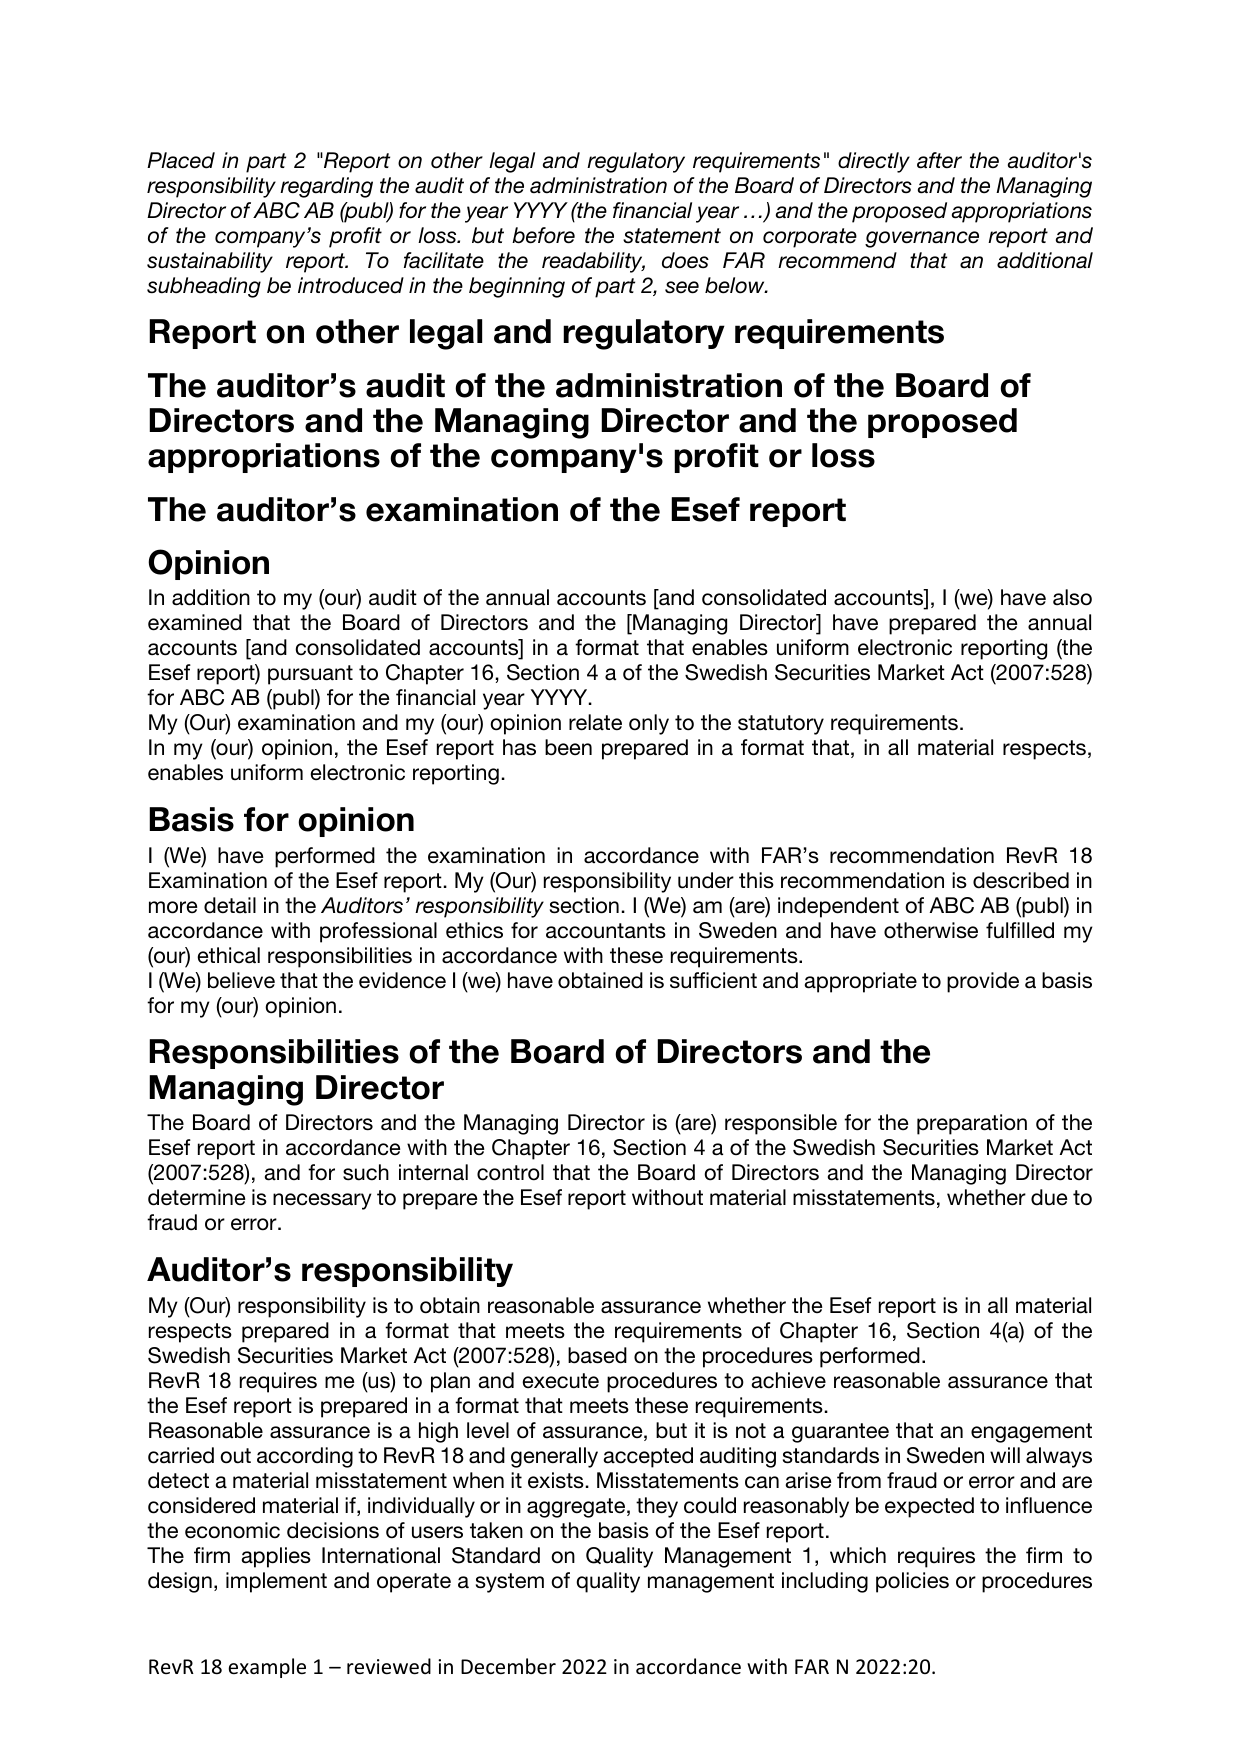 Placed in part 2 "Report on other legal and regulatory requirements" directly after the auditor's
responsibility regarding the audit of the administration of the Board of Directors and the Managing
Director of ABC AB (publ) for the year YYYY (the financial year …) and the proposed appropriations
of the company’s profit or loss. but before the statement on corporate governance report and
sustainability report. To facilitate the readability, does FAR recommend that an additional
subheading be introduced in the beginning of part 2, see below.
Report on other legal and regulatory requirements
The auditor’s audit of the administration of the Board of
Directors and the Managing Director and the proposed
appropriations of the company's profit or loss
The auditor’s examination of the Esef report
Opinion
In addition to my (our) audit of the annual accounts [and consolidated accounts], I (we) have also
examined that the Board of Directors and the [Managing Director] have prepared the annual
accounts [and consolidated accounts] in a format that enables uniform electronic reporting (the
Esef report) pursuant to Chapter 16, Section 4 a of the Swedish Securities Market Act (2007:528)
for ABC AB (publ) for the financial year YYYY.
My (Our) examination and my (our) opinion relate only to the statutory requirements.
In my (our) opinion, the Esef report has been prepared in a format that, in all material respects,
enables uniform electronic reporting.
Basis for opinion
I (We) have performed the examination in accordance with FAR’s recommendation RevR 18
Examination of the Esef report. My (Our) responsibility under this recommendation is described in
more detail in the Auditors’ responsibility section. I (We) am (are) independent of ABC AB (publ) in
accordance with professional ethics for accountants in Sweden and have otherwise fulfilled my
(our) ethical responsibilities in accordance with these requirements.
I (We) believe that the evidence I (we) have obtained is sufficient and appropriate to provide a basis
for my (our) opinion.
Responsibilities of the Board of Directors and the
Managing Director
The Board of Directors and the Managing Director is (are) responsible for the preparation of the
Esef report in accordance with the Chapter 16, Section 4 a of the Swedish Securities Market Act
(2007:528), and for such internal control that the Board of Directors and the Managing Director
determine is necessary to prepare the Esef report without material misstatements, whether due to
fraud or error.
Auditor’s responsibility
My (Our) responsibility is to obtain reasonable assurance whether the Esef report is in all material
respects prepared in a format that meets the requirements of Chapter 16, Section 4(a) of the
Swedish Securities Market Act (2007:528), based on the procedures performed.
RevR 18 requires me (us) to plan and execute procedures to achieve reasonable assurance that
the Esef report is prepared in a format that meets these requirements.
Reasonable assurance is a high level of assurance, but it is not a guarantee that an engagement
carried out according to RevR 18 and generally accepted auditing standards in Sweden will always
detect a material misstatement when it exists. Misstatements can arise from fraud or error and are
considered material if, individually or in aggregate, they could reasonably be expected to influence
the economic decisions of users taken on the basis of the Esef report.
The firm applies International Standard on Quality Management 1, which requires the firm to
design, implement and operate a system of quality management including policies or procedures
RevR 18 example 1 – reviewed in December 2022 in accordance with FAR N 2022:20.